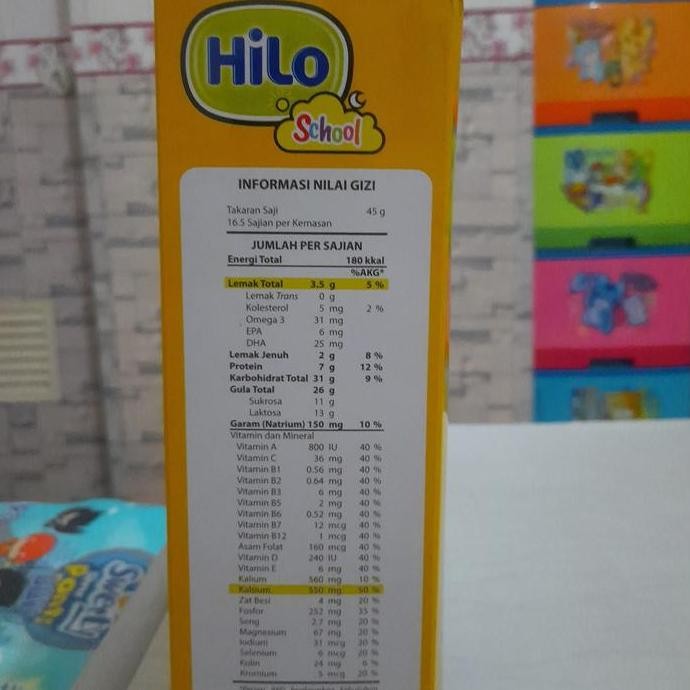 HiLo
School
INFORMASI NILAI GIZI
Takaran Saji 45 g
16.5 Sajian per Kemasan
JUMLAH PER SAJIAN
Energi Total 180 kkal
%AKG*
Lemak Total 3.5 g 5 %
Lemak Trans 0 g
Kolesterol 5 mg 2 %
Omega 3 31 mg
EPA 6 mg
DHA 25 mg
Lemak Jenuh 2 g 8 %
Protein 7 g 12 %
Karbohidrat Total 31 g 9 %
Gula Total 26 g
Sukrosa 11 g
Laktosa 13 g
Garam (Natrium) 150 mg 10 %
Vitamin dan Mineral
Vitamin A 800 IU 40 %
Vitamin C 36 mg 40 %
Vitamin B1 0.56 mg 40 %
Vitamin B2 0.64 mg 40 %
Vitamin B3 6 mg 40 %
Vitamin B5 2 mg 40 %
Vitamin B6 0.52 mg 40 %
Vitamin B7 12 mcg 40 %
Vitamin B12 1 mcg 40 %
Asam Folat 160 mcg 40 %
Vitamin D 240 IU 40 %
Vitamin E 6 mg 40 %
Kalium 560 mg 10 %
Kalsium 550 mg 50 %
Zat Besi 4 mg 20 %
Fosfor 252 mg 35 %
Seng 2.7 mg 20 %
Magnesium 67 mg 20 %
Iodium 31 mcg 20 %
Selenium 6 mcg 20 %
Kolin 24 mg 6 %
Kromium 5 mcg 20 %
Sweety
Pantz